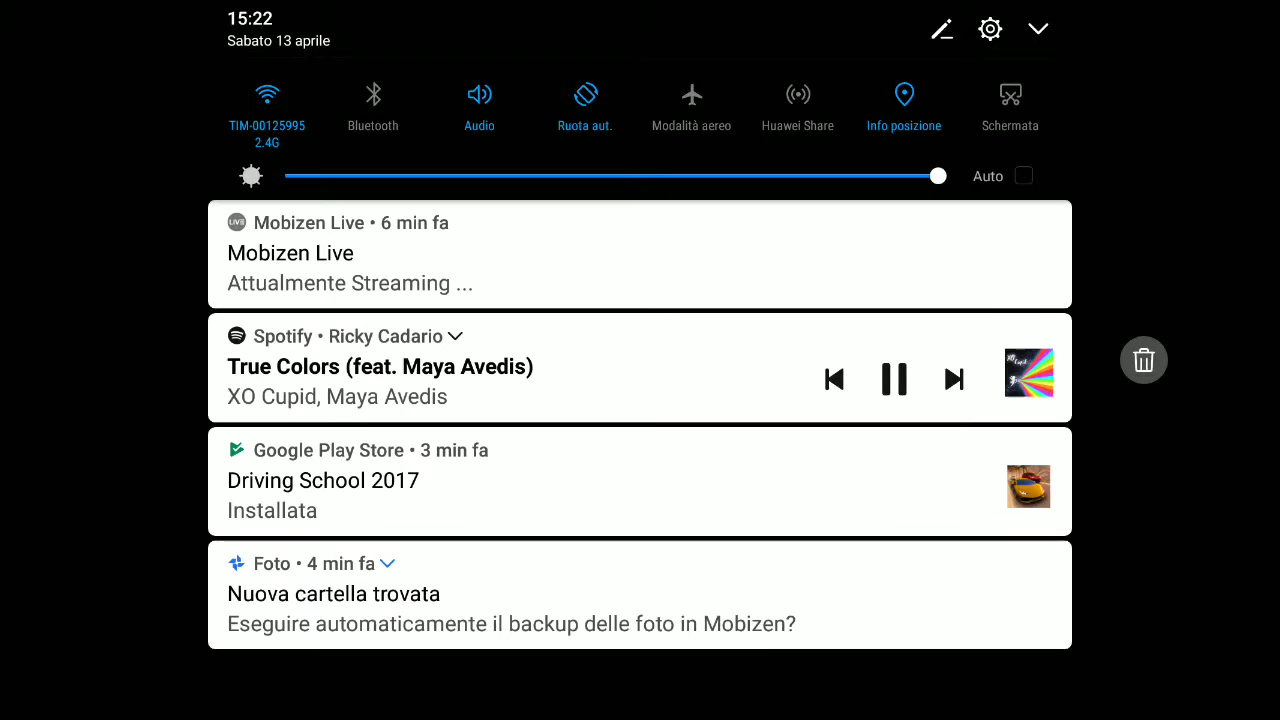 15:22
Sabato 13 aprile
TIM-00125995
2.4G
Bluetooth
Audio
Ruota aut.
Modalità aereo
Huawei Share
Info posizione
Schermata
Auto
LIVE Mobizen Live • 6 min fa
Mobizen Live
Attualmente Streaming ...
Spotify • Ricky Cadario
True Colors (feat. Maya Avedis)
XO Cupid, Maya Avedis
XO Cupid
Google Play Store • 3 min fa
Driving School 2017
Installata
Foto • 4 min fa
Nuova cartella trovata
Eseguire automaticamente il backup delle foto in Mobizen?